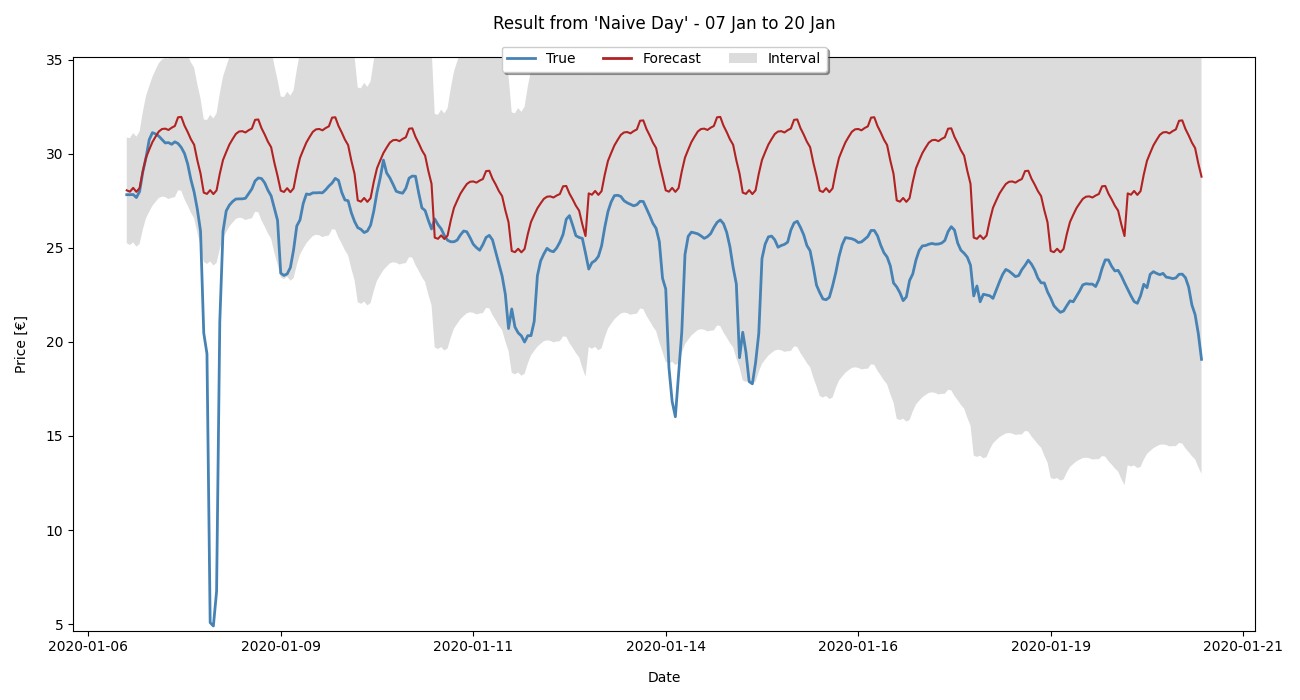 Result from 'Naive Day' - 07 Jan to 20 Jan
True Forecast Interval
35
30
25
20
15
10
5
Price [€]
2020-01-06 2020-01-09 2020-01-11 2020-01-14 2020-01-16 2020-01-19 2020-01-21
Date